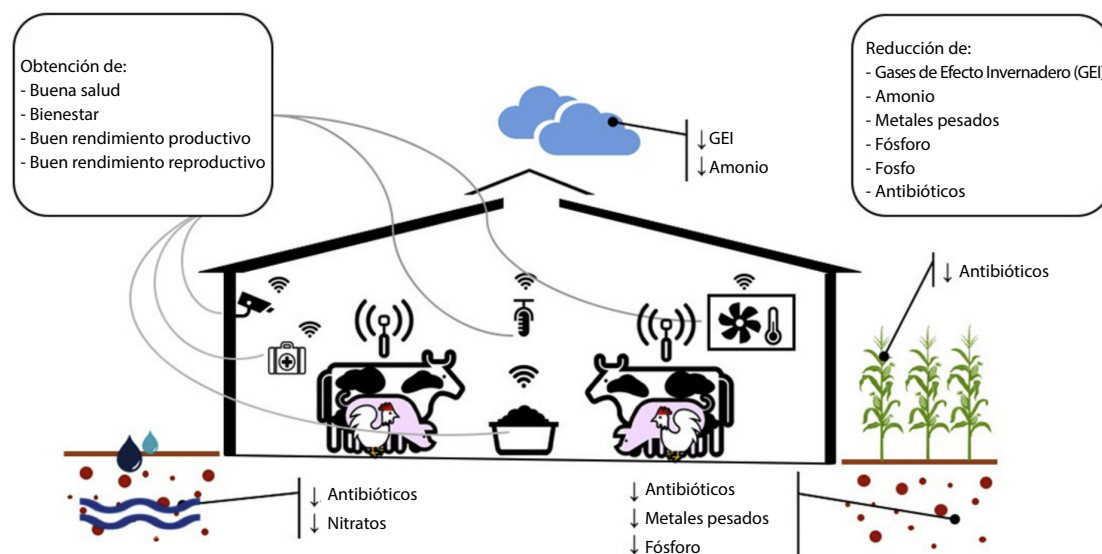 Obtención de:
- Buena salud
- Bienestar
- Buen rendimiento productivo
- Buen rendimiento reproductivo
Reducción de:
- Gases de Efecto Invernadero (GEI)
- Amonio
- Metales pesados
- Fósforo
- Fosfo
- Antibióticos
↓ GEI
↓ Amonio
↓ Antibióticos
↓ Antibióticos
↓ Nitratos
↓ Antibióticos
↓ Metales pesados
↓ Fósforo